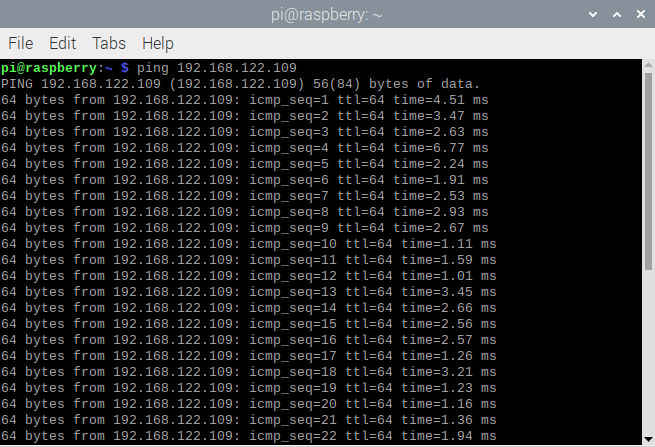 pi@raspberry: ~
File Edit Tabs Help
pi@raspberry:~ $ ping 192.168.122.109
PING 192.168.122.109 (192.168.122.109) 56(84) bytes of data.
64 bytes from 192.168.122.109: icmp_seq=1 ttl=64 time=4.51 ms
64 bytes from 192.168.122.109: icmp_seq=2 ttl=64 time=3.47 ms
64 bytes from 192.168.122.109: icmp_seq=3 ttl=64 time=2.63 ms
64 bytes from 192.168.122.109: icmp_seq=4 ttl=64 time=6.77 ms
64 bytes from 192.168.122.109: icmp_seq=5 ttl=64 time=2.24 ms
64 bytes from 192.168.122.109: icmp_seq=6 ttl=64 time=1.91 ms
64 bytes from 192.168.122.109: icmp_seq=7 ttl=64 time=2.53 ms
64 bytes from 192.168.122.109: icmp_seq=8 ttl=64 time=2.93 ms
64 bytes from 192.168.122.109: icmp_seq=9 ttl=64 time=2.67 ms
64 bytes from 192.168.122.109: icmp_seq=10 ttl=64 time=1.11 ms
64 bytes from 192.168.122.109: icmp_seq=11 ttl=64 time=1.59 ms
64 bytes from 192.168.122.109: icmp_seq=12 ttl=64 time=1.01 ms
64 bytes from 192.168.122.109: icmp_seq=13 ttl=64 time=3.45 ms
64 bytes from 192.168.122.109: icmp_seq=14 ttl=64 time=2.66 ms
64 bytes from 192.168.122.109: icmp_seq=15 ttl=64 time=2.56 ms
64 bytes from 192.168.122.109: icmp_seq=16 ttl=64 time=2.57 ms
64 bytes from 192.168.122.109: icmp_seq=17 ttl=64 time=1.26 ms
64 bytes from 192.168.122.109: icmp_seq=18 ttl=64 time=3.21 ms
64 bytes from 192.168.122.109: icmp_seq=19 ttl=64 time=1.23 ms
64 bytes from 192.168.122.109: icmp_seq=20 ttl=64 time=1.16 ms
64 bytes from 192.168.122.109: icmp_seq=21 ttl=64 time=1.36 ms
64 bytes from 192.168.122.109: icmp_seq=22 ttl=64 time=1.94 ms